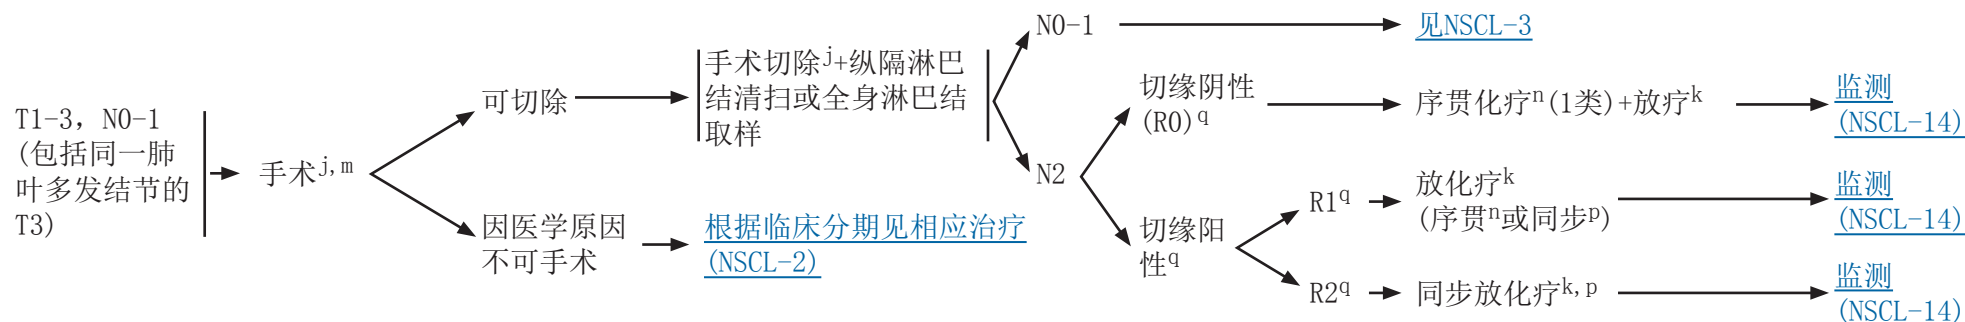 T1-3，N0-1
(包括同一肺
叶多发结节的
T3)
手术j,m
可切除
因医学原因
不可手术
手术切除j+纵隔淋巴
结清扫或全身淋巴结
取样
根据临床分期见相应治疗
(NSCL-2)
N0-1
见NSCL-3
N2
切缘阴性
(R0)q
序贯化疗n(1类)+放疗k
监测
(NSCL-14)
切缘阳
性q
R1q
放化疗k
(序贯n或同步p)
监测
(NSCL-14)
R2q
同步放化疗k,p
监测
(NSCL-14)